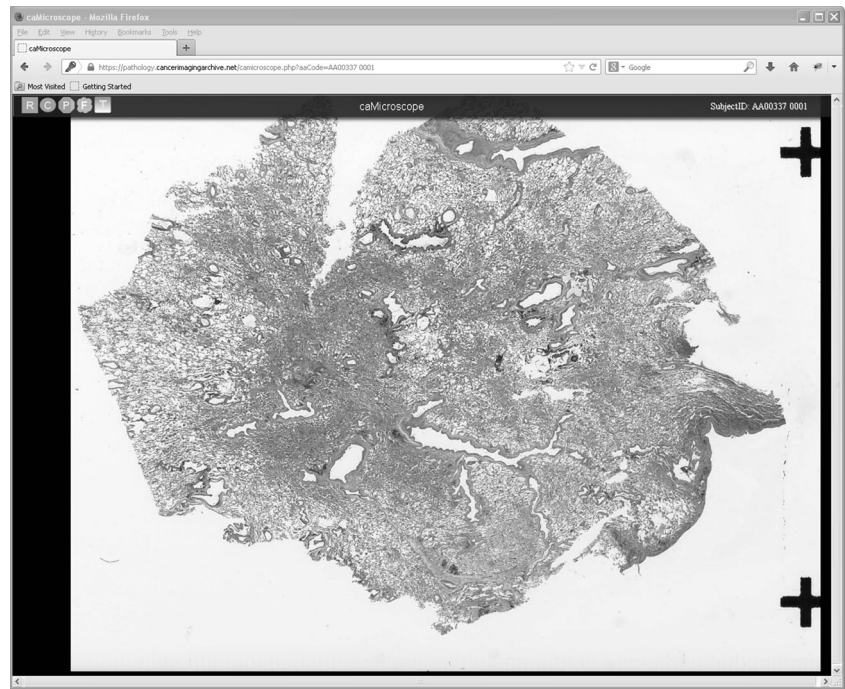 caMicroscope - Mozilla Firefox
File Edit View History Bookmarks Tools Help
caMicroscope
https://pathology.cancerimagingarchive.net/camicroscope.php?aaCode=AA00337 0001
Google
Most Visited Getting Started
R C P F T caMicroscope SubjectID: AA00337 0001